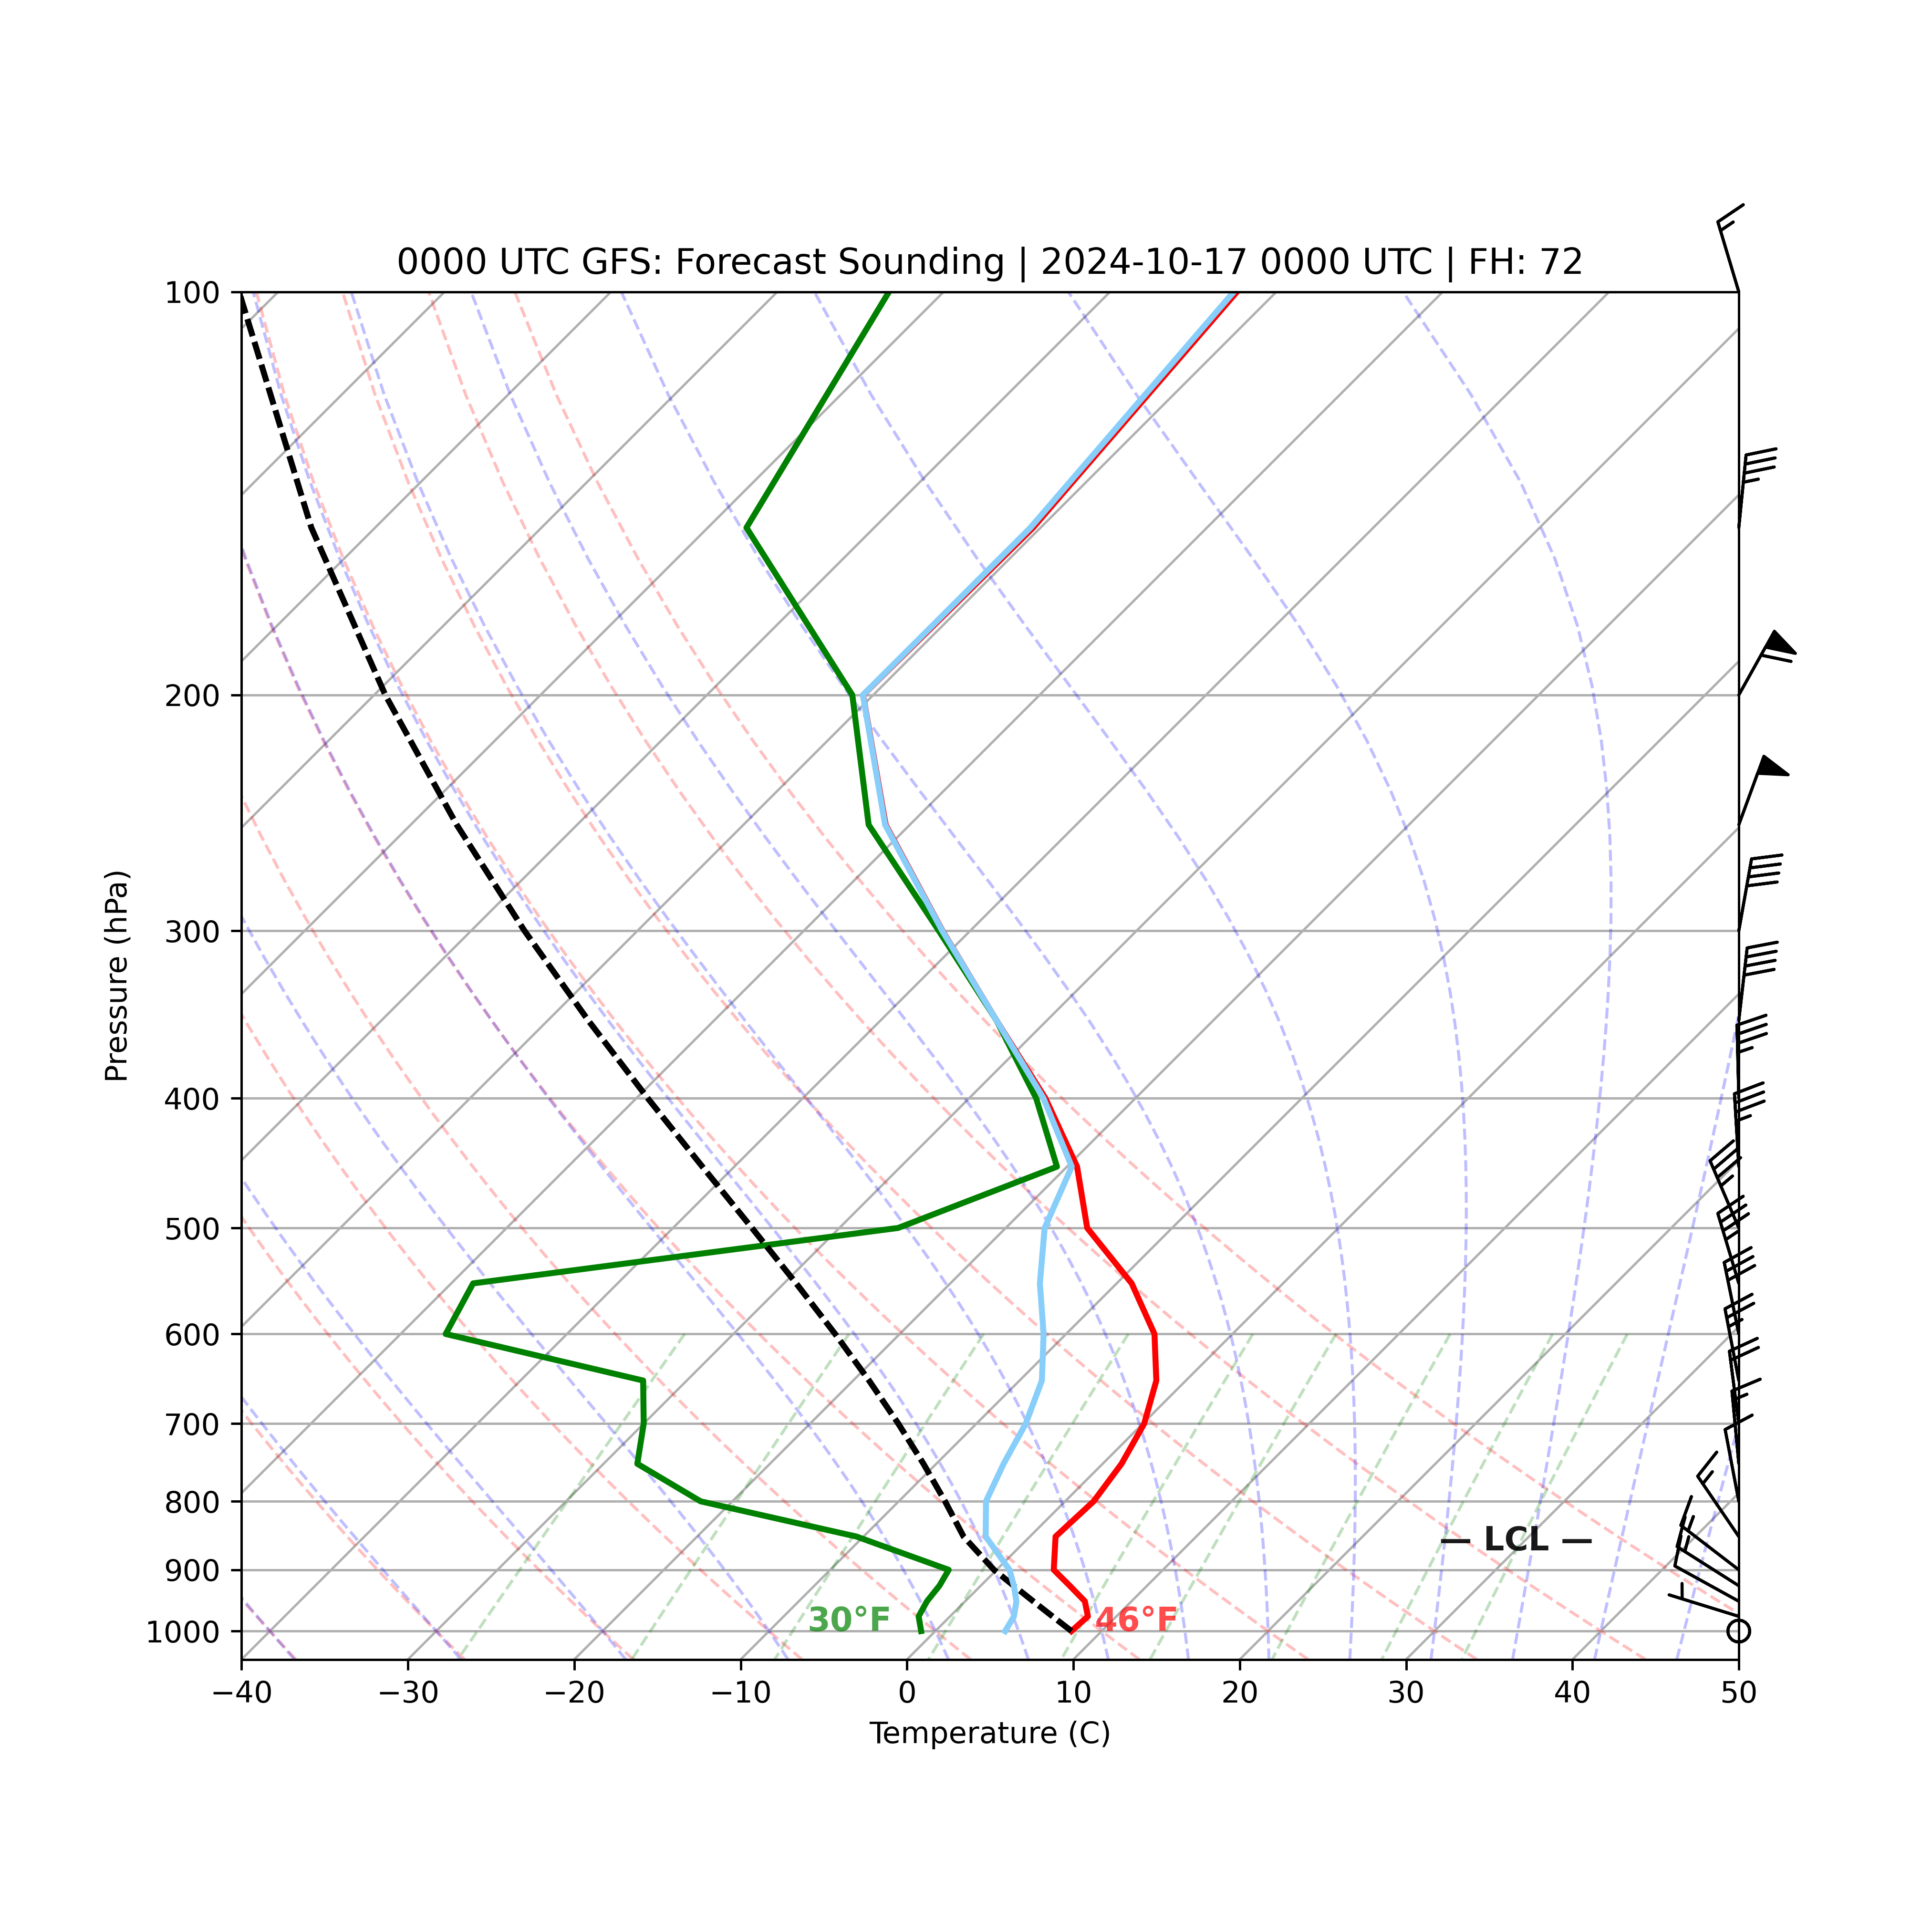 0000 UTC GFS: Forecast Sounding | 2024-10-17 0000 UTC | FH: 72
100
200
300
400
500
600
700
800
900
1000
Pressure (hPa)
— LCL —
30°F
46°F
−40 −30 −20 −10 0 10 20 30 40 50
Temperature (C)